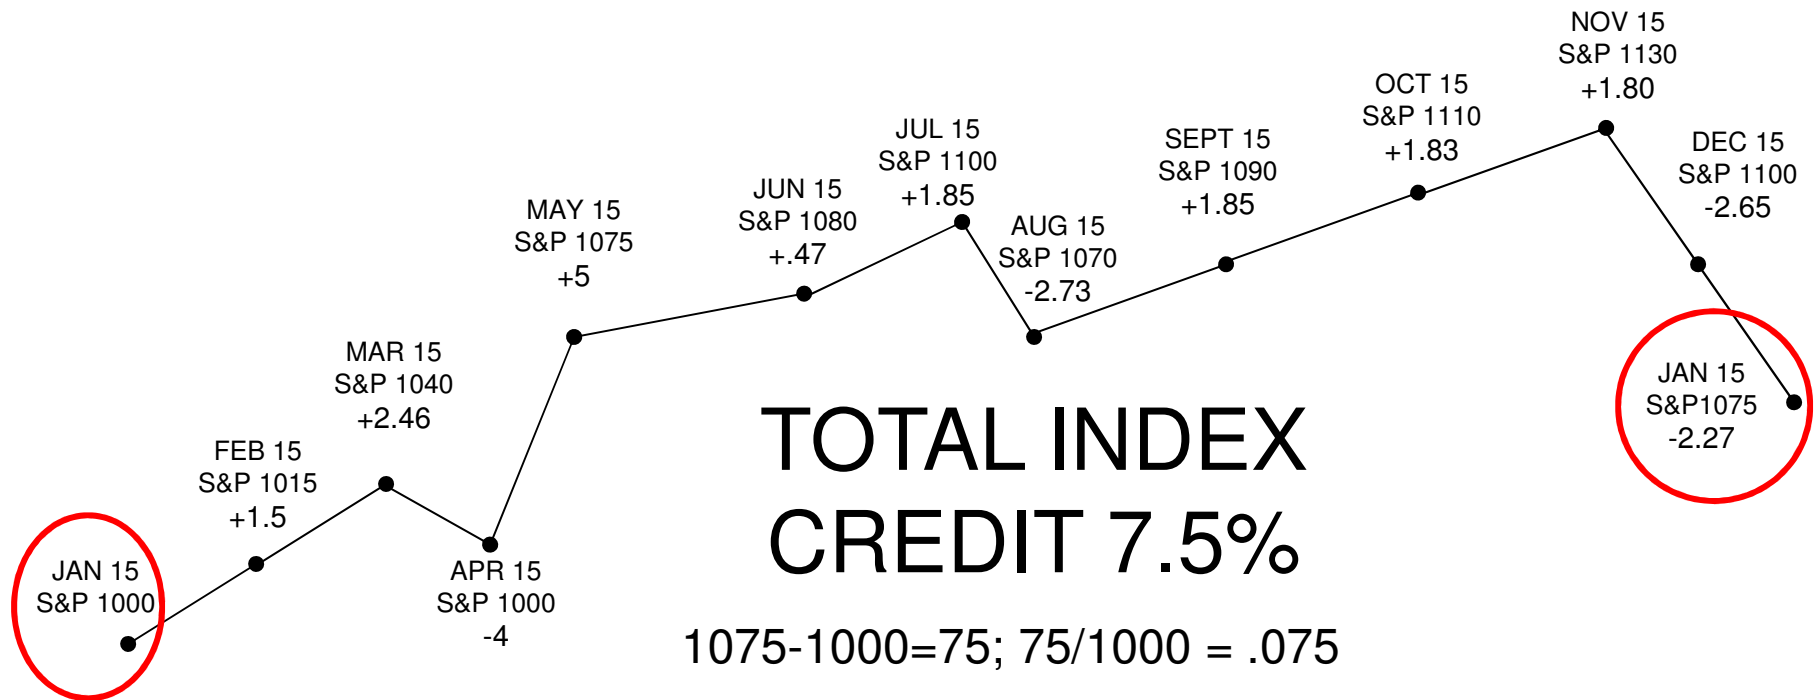 JAN 15
S&P 1000
FEB 15
S&P 1015
+1.5
MAR 15
S&P 1040
+2.46
APR 15
S&P 1000
-4
MAY 15
S&P 1075
+5
JUN 15
S&P 1080
+.47
JUL 15
S&P 1100
+1.85
AUG 15
S&P 1070
-2.73
SEPT 15
S&P 1090
+1.85
OCT 15
S&P 1110
+1.83
NOV 15
S&P 1130
+1.80
DEC 15
S&P 1100
-2.65
JAN 15
S&P1075
-2.27
TOTAL INDEX
CREDIT 7.5%
1075-1000=75; 75/1000 = .075